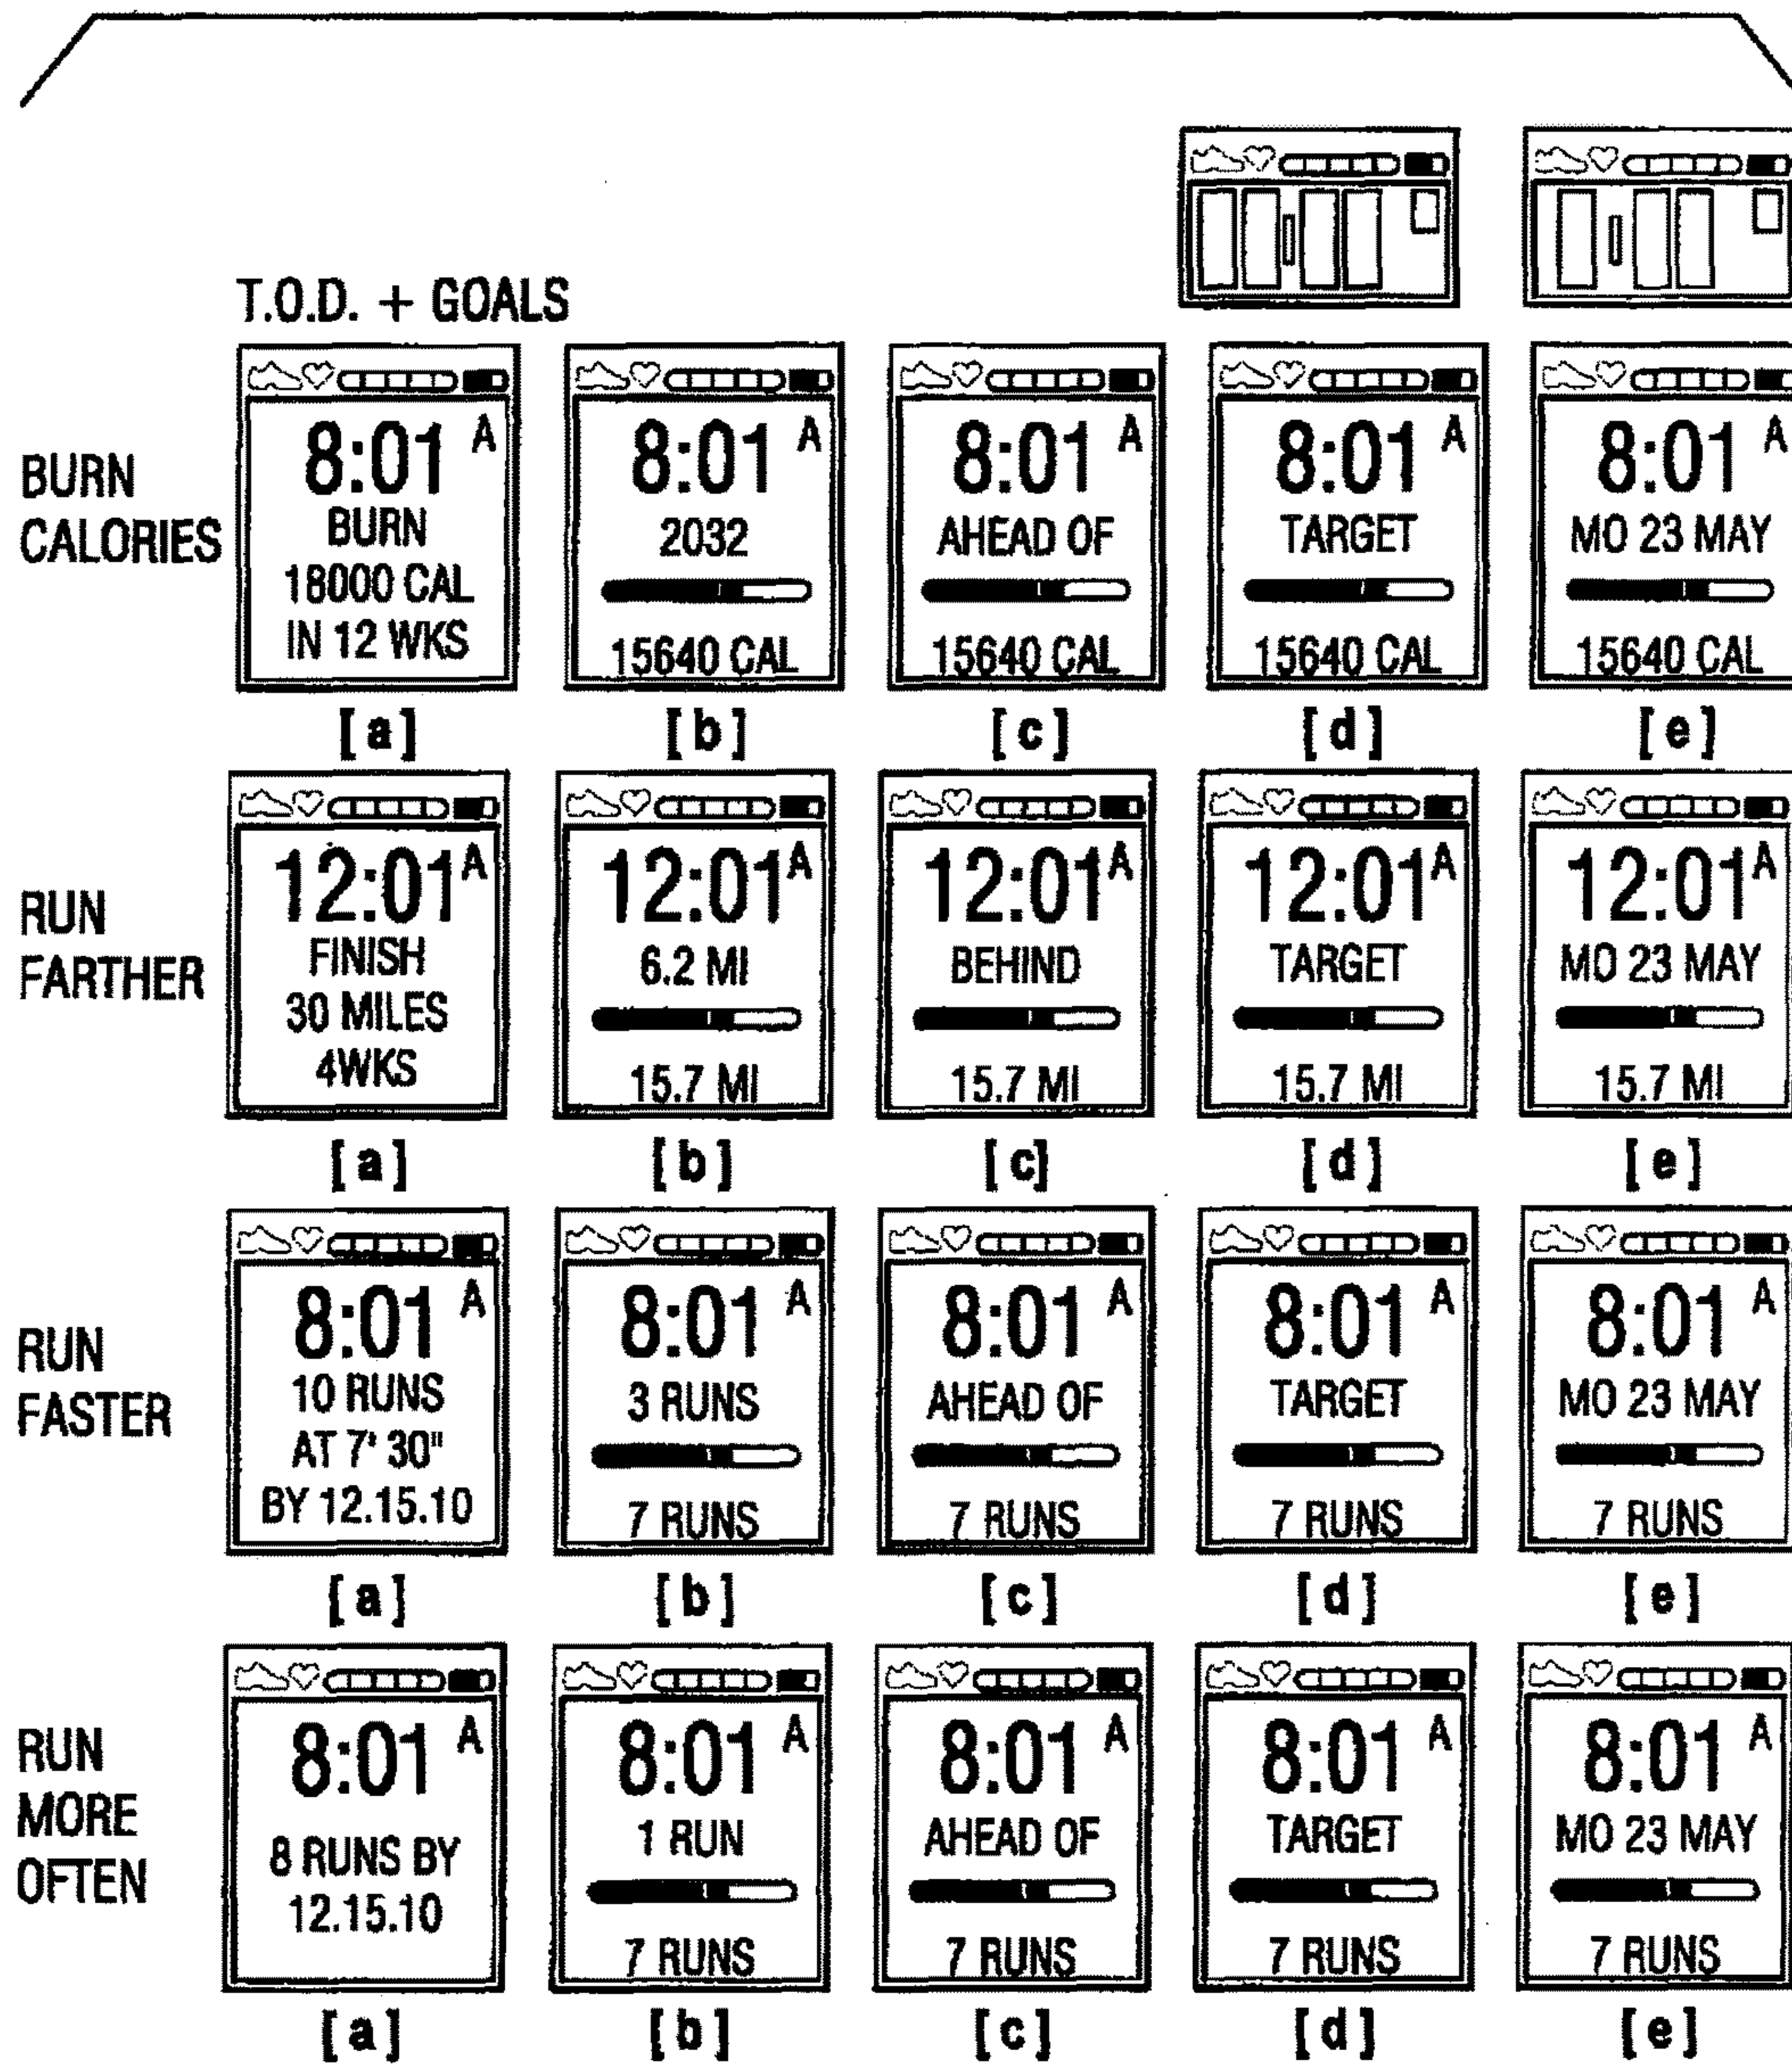 T.O.D. + GOALS
BURN
CALORIES
8:01 A
BURN
18000 CAL
IN 12 WKS
[a]
8:01 A
2032
15640 CAL
[b]
8:01 A
AHEAD OF
15640 CAL
[c]
8:01 A
TARGET
15640 CAL
[d]
8:01 A
MO 23 MAY
15640 CAL
[e]
RUN
FARTHER
12:01 A
FINISH
30 MILES
4WKS
[a]
12:01 A
6.2 MI
15.7 MI
[b]
12:01 A
BEHIND
15.7 MI
[c]
12:01 A
TARGET
15.7 MI
[d]
12:01 A
MO 23 MAY
15.7 MI
[e]
RUN
FASTER
8:01 A
10 RUNS
AT 7' 30"
BY 12.15.10
[a]
8:01 A
3 RUNS
7 RUNS
[b]
8:01 A
AHEAD OF
7 RUNS
[c]
8:01 A
TARGET
7 RUNS
[d]
8:01 A
MO 23 MAY
7 RUNS
[e]
RUN
MORE
OFTEN
8:01 A
8 RUNS BY
12.15.10
[a]
8:01 A
1 RUN
7 RUNS
[b]
8:01 A
AHEAD OF
7 RUNS
[c]
8:01 A
TARGET
7 RUNS
[d]
8:01 A
MO 23 MAY
7 RUNS
[e]